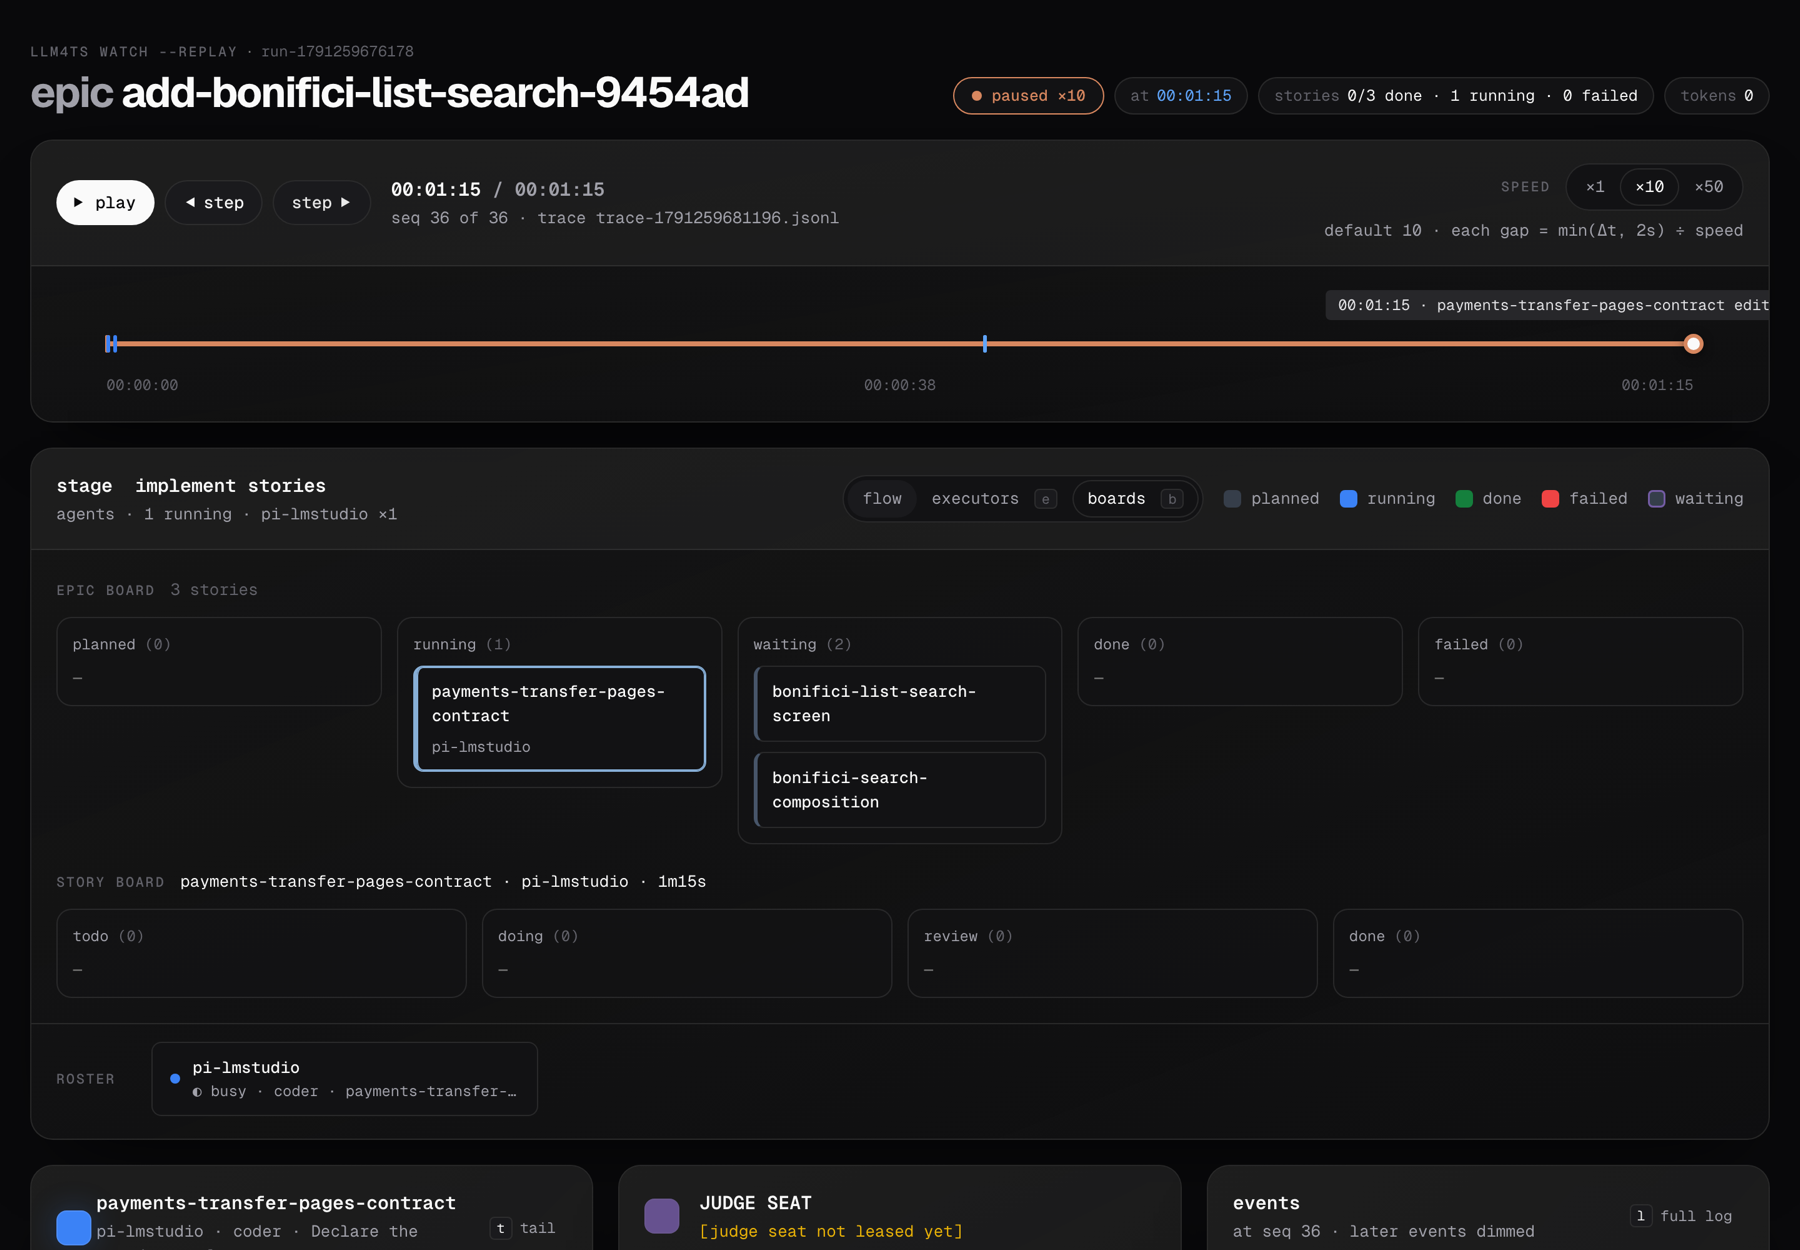 LLM4TS WATCH --REPLAY · run-1791259676178
epic add-bonifici-list-search-9454ad
paused ×10
at 00:01:15
stories 0/3 done · 1 running · 0 failed
tokens 0
play
step
step
00:01:15 / 00:01:15
seq 36 of 36 · trace trace-1791259681196.jsonl
SPEED ×1 ×10 ×50
default 10 · each gap = min(Δt, 2s) ÷ speed
00:01:15 · payments-transfer-pages-contract edit
00:00:00 00:00:38 00:01:15
stage implement stories
agents · 1 running · pi-lmstudio ×1
flow executors e boards b
planned running done failed waiting
EPIC BOARD 3 stories
planned (0)
—
running (1)
payments-transfer-pages-
contract
pi-lmstudio
waiting (2)
bonifici-list-search-
screen
bonifici-search-
composition
done (0)
—
failed (0)
—
STORY BOARD payments-transfer-pages-contract · pi-lmstudio · 1m15s
todo (0)
—
doing (0)
—
review (0)
—
done (0)
—
ROSTER
pi-lmstudio
◐ busy · coder · payments-transfer-…
payments-transfer-pages-contract
pi-lmstudio · coder · Declare the
t tail
JUDGE SEAT
[judge seat not leased yet]
events
at seq 36 · later events dimmed
l full log